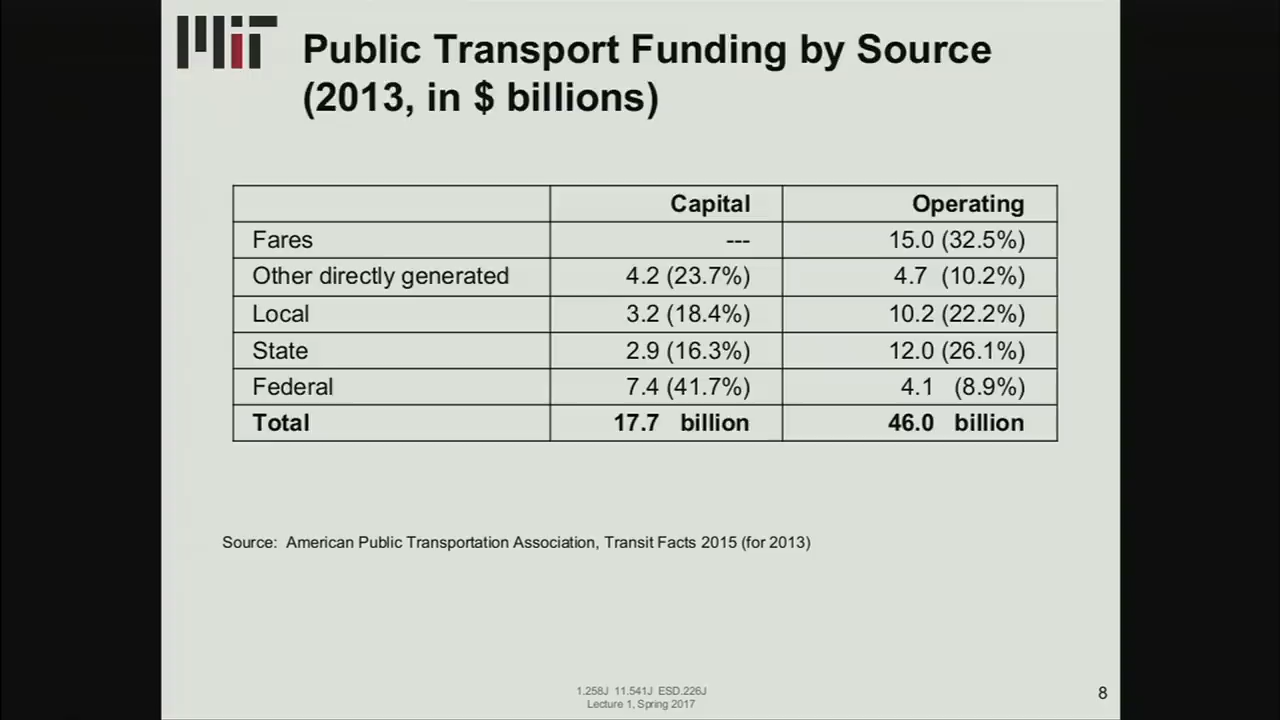 MIT
Public Transport Funding by Source
(2013, in $ billions)
Capital Operating
Fares --- 15.0 (32.5%)
Other directly generated 4.2 (23.7%) 4.7 (10.2%)
Local 3.2 (18.4%) 10.2 (22.2%)
State 2.9 (16.3%) 12.0 (26.1%)
Federal 7.4 (41.7%) 4.1 (8.9%)
Total 17.7 billion 46.0 billion
Source: American Public Transportation Association, Transit Facts 2015 (for 2013)
1.258J 11.541J ESD.226J
Lecture 1, Spring 2017
8